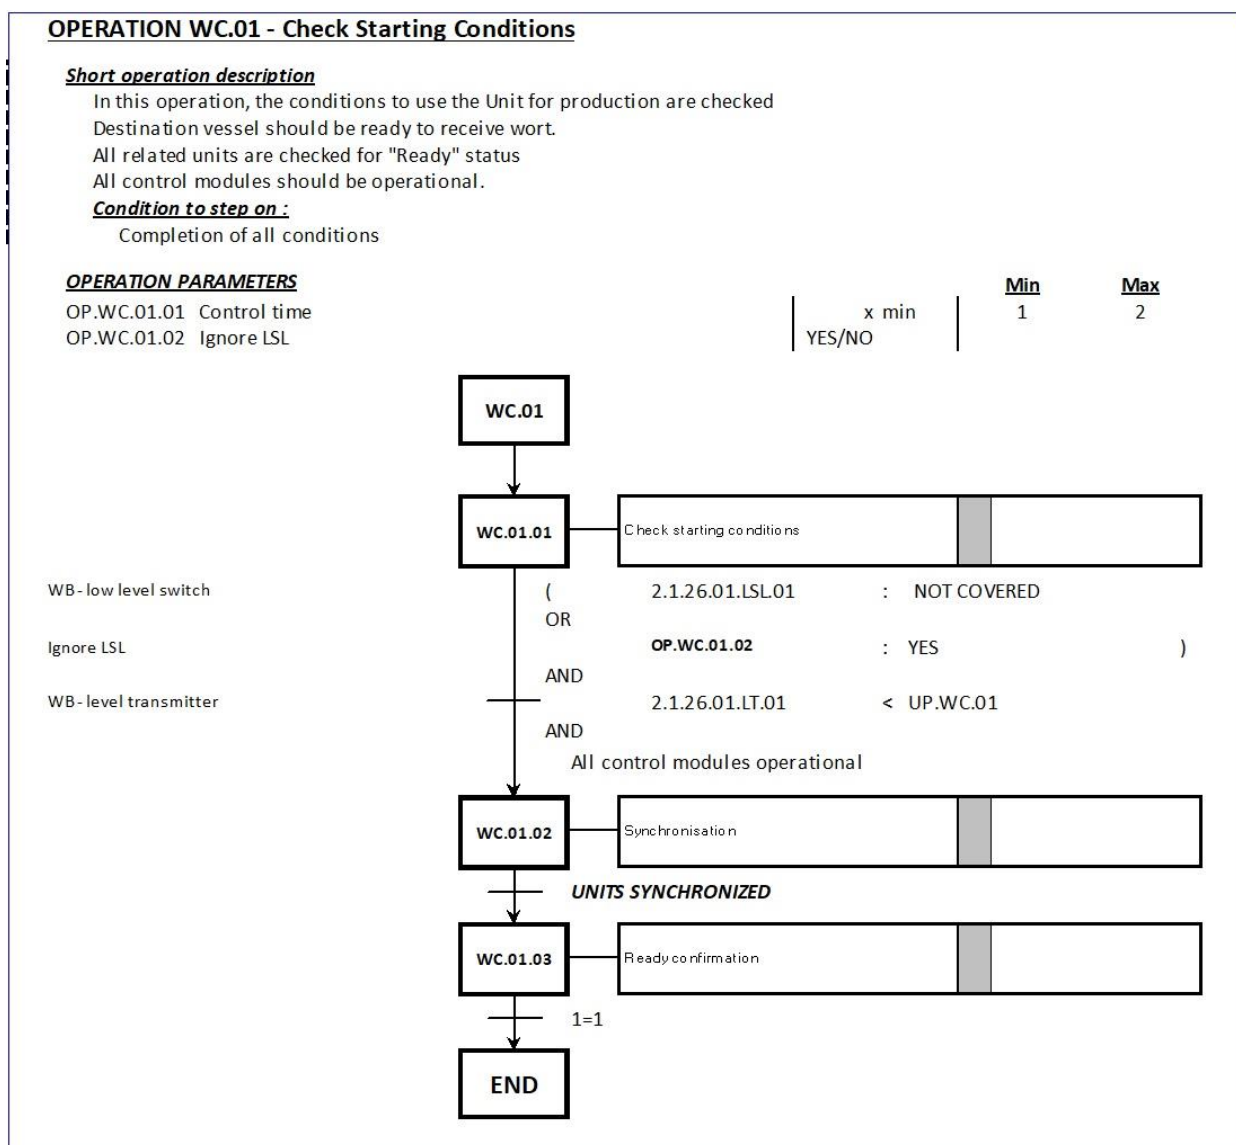 OPERATION WC.01 - Check Starting Conditions
Short operation description
In this operation, the conditions to use the Unit for production are checked
Destination vessel should be ready to receive wort.
All related units are checked for "Ready" status
All control modules should be operational.
Condition to step on :
Completion of all conditions
OPERATION PARAMETERS Min Max
OP.WC.01.01 Control time x min 1 2
OP.WC.01.02 Ignore LSL YES/NO
WC.01
WC.01.01 Check starting conditions
WB- low level switch ( 2.1.26.01.LSL.01 : NOT COVERED
OR
Ignore LSL OP.WC.01.02 : YES )
AND
WB- level transmitter 2.1.26.01.LT.01 < UP.WC.01
AND
All control modules operational
WC.01.02 Synchronisation
UNITS SYNCHRONIZED
WC.01.03 Ready confirmation
1=1
END